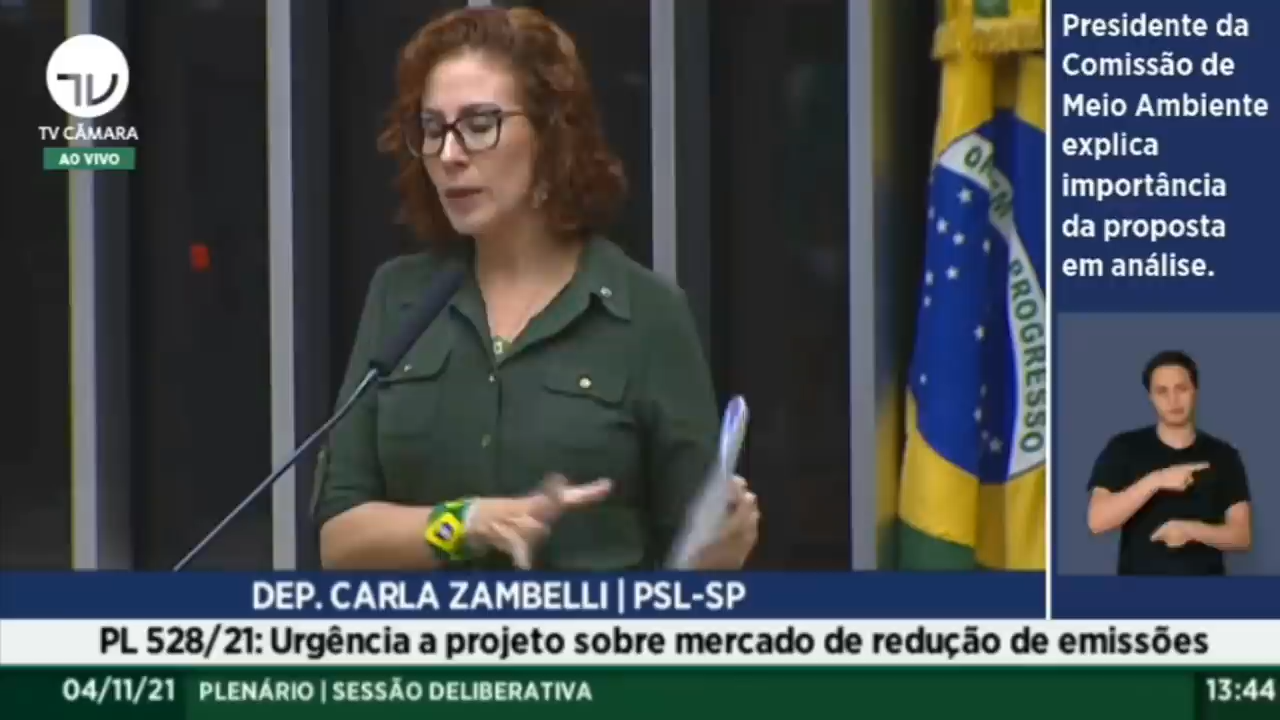 TV CÂMARA
AO VIVO
Presidente da
Comissão de
Meio Ambiente
explica
importância
da proposta
em análise.
PROGRESSO
DEP. CARLA ZAMBELLI | PSL-SP
PL 528/21: Urgência a projeto sobre mercado de redução de emissões
04/11/21 PLENÁRIO | SESSÃO DELIBERATIVA 13:44